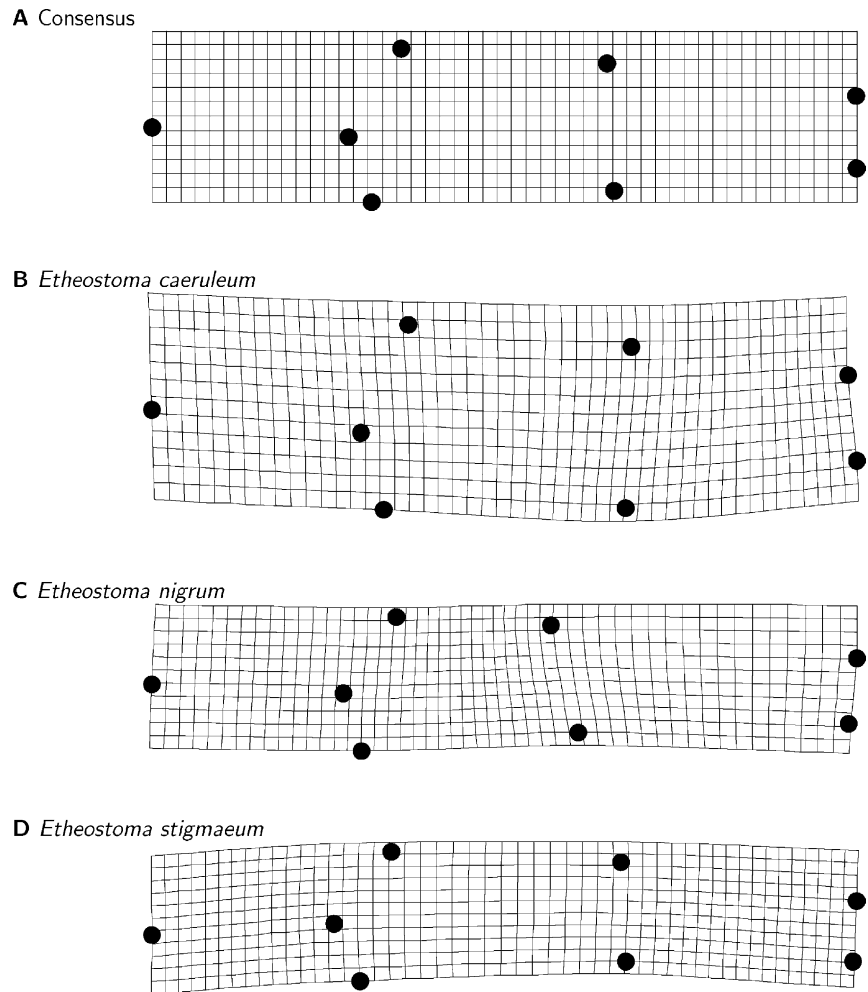 A Consensus
B Etheostoma caeruleum
C Etheostoma nigrum
D Etheostoma stigmaeum